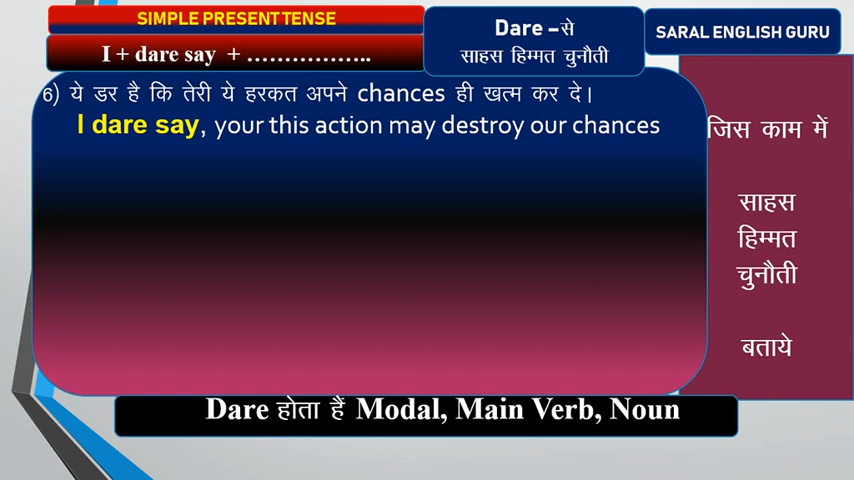 SIMPLE PRESENT TENSE
I + dare say + ……………..
Dare –से
साहस हिम्मत चुनौती
SARAL ENGLISH GURU
6) ये डर है कि तेरी ये हरकत अपने chances ही खत्म कर दे।
I dare say, your this action may destroy our chances
जिस काम में
साहस
हिम्मत
चुनौती
बताये
Dare होता हैं Modal, Main Verb, Noun